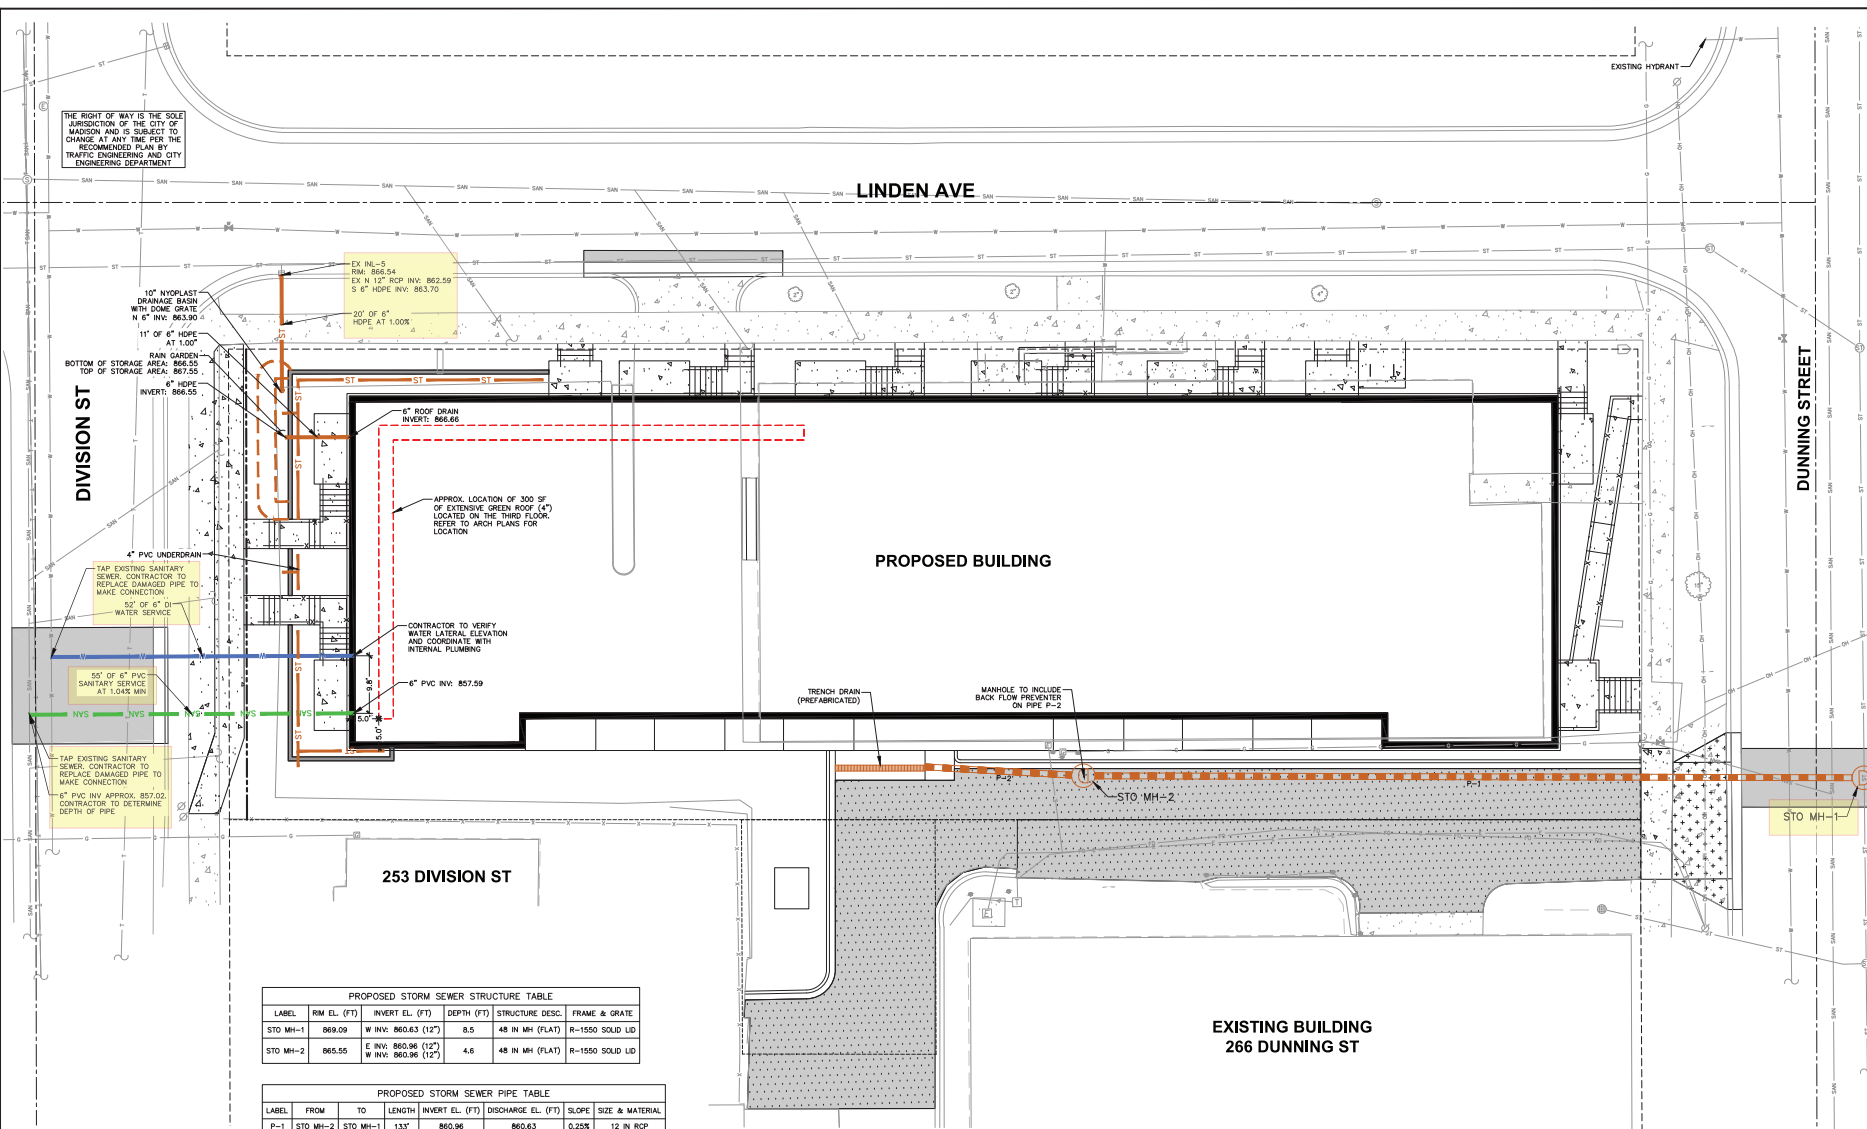 THE RIGHT OF WAY IS THE SOLE
JURISDICTION OF THE CITY OF
MADISON AND IS SUBJECT TO
CHANGE AT ANY TIME PER THE
RECOMMENDED PLAN BY
TRAFFIC ENGINEERING AND CITY
ENGINEERING DEPARTMENT
EXISTING HYDRANT
LINDEN AVE
DIVISION ST
DUNNING STREET
EX INL-5
RIM: 866.54
EX N 12" RCP INV: 862.59
S 6" HDPE INV: 863.70
20' OF 6"
HDPE AT 1.00%
10" NYOPLAST
DRAINAGE BASIN
WITH DOME GRATE
N 6" INV: 863.90
11' OF 6" HDPE
AT 1.00"
RAIN GARDEN
BOTTOM OF STORAGE AREA: 866.55
TOP OF STORAGE AREA: 867.55
6" HDPE
INVERT: 866.55
6" ROOF DRAIN
INVERT: 866.66
APPROX. LOCATION OF 300 SF
OF EXTENSIVE GREEN ROOF (4")
LOCATED ON THE THIRD FLOOR.
REFER TO ARCH PLANS FOR
LOCATION
PROPOSED BUILDING
4" PVC UNDERDRAIN
TAP EXISTING SANITARY
SEWER. CONTRACTOR TO
REPLACE DAMAGED PIPE TO
MAKE CONNECTION
52' OF 6" DI
WATER SERVICE
CONTRACTOR TO VERIFY
WATER LATERAL ELEVATION
AND COORDINATE WITH
INTERNAL PLUMBING
55' OF 6" PVC
SANITARY SERVICE
AT 1.04% MIN
6" PVC INV: 857.59
9.8'
5.0'
5.0'
TRENCH DRAIN
(PREFABRICATED)
MANHOLE TO INCLUDE
BACK FLOW PREVENTER
ON PIPE P-2
P-2
STO MH-2
P-1
STO MH-1
TAP EXISTING SANITARY
SEWER. CONTRACTOR TO
REPLACE DAMAGED PIPE TO
MAKE CONNECTION
6" PVC INV APPROX. 857.02.
CONTRACTOR TO DETERMINE
DEPTH OF PIPE
253 DIVISION ST
EXISTING BUILDING
266 DUNNING ST
PROPOSED STORM SEWER STRUCTURE TABLE
LABEL RIM EL. (FT) INVERT EL. (FT) DEPTH (FT) STRUCTURE DESC. FRAME & GRATE
STO MH-1 869.09 W INV: 860.63 (12") 8.5 48 IN MH (FLAT) R-1550 SOLID LID
STO MH-2 865.55 E INV: 860.96 (12") 4.6 48 IN MH (FLAT) R-1550 SOLID LID
W INV: 860.96 (12")
PROPOSED STORM SEWER PIPE TABLE
LABEL FROM TO LENGTH INVERT EL. (FT) DISCHARGE EL. (FT) SLOPE SIZE & MATERIAL
P-1 STO MH-2 STO MH-1 133' 860.96 860.63 0.25% 12 IN RCP